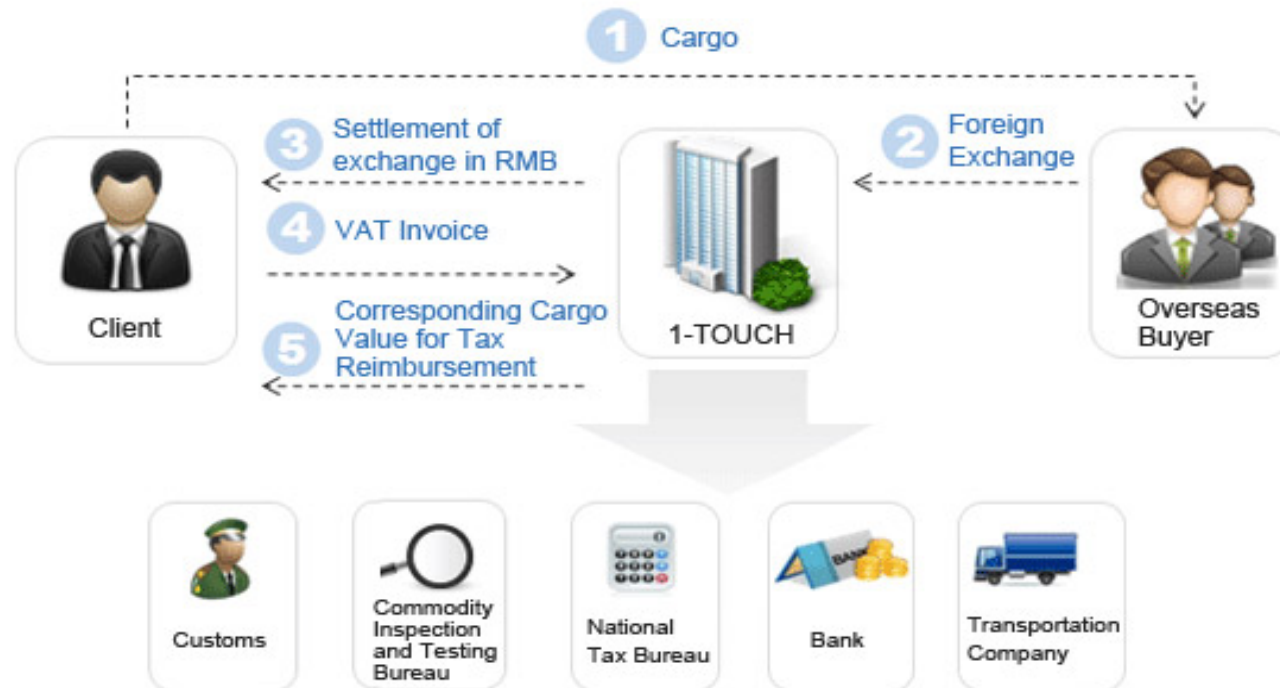 1 Cargo
3 Settlement of
exchange in RMB
2 Foreign
Exchange
4 VAT Invoice
5 Corresponding Cargo
Value for Tax
Reimbursement
Client
1-TOUCH
Overseas
Buyer
Customs
Commodity
Inspection
and Testing
Bureau
National
Tax Bureau
BANK
Bank
Transportation
Company